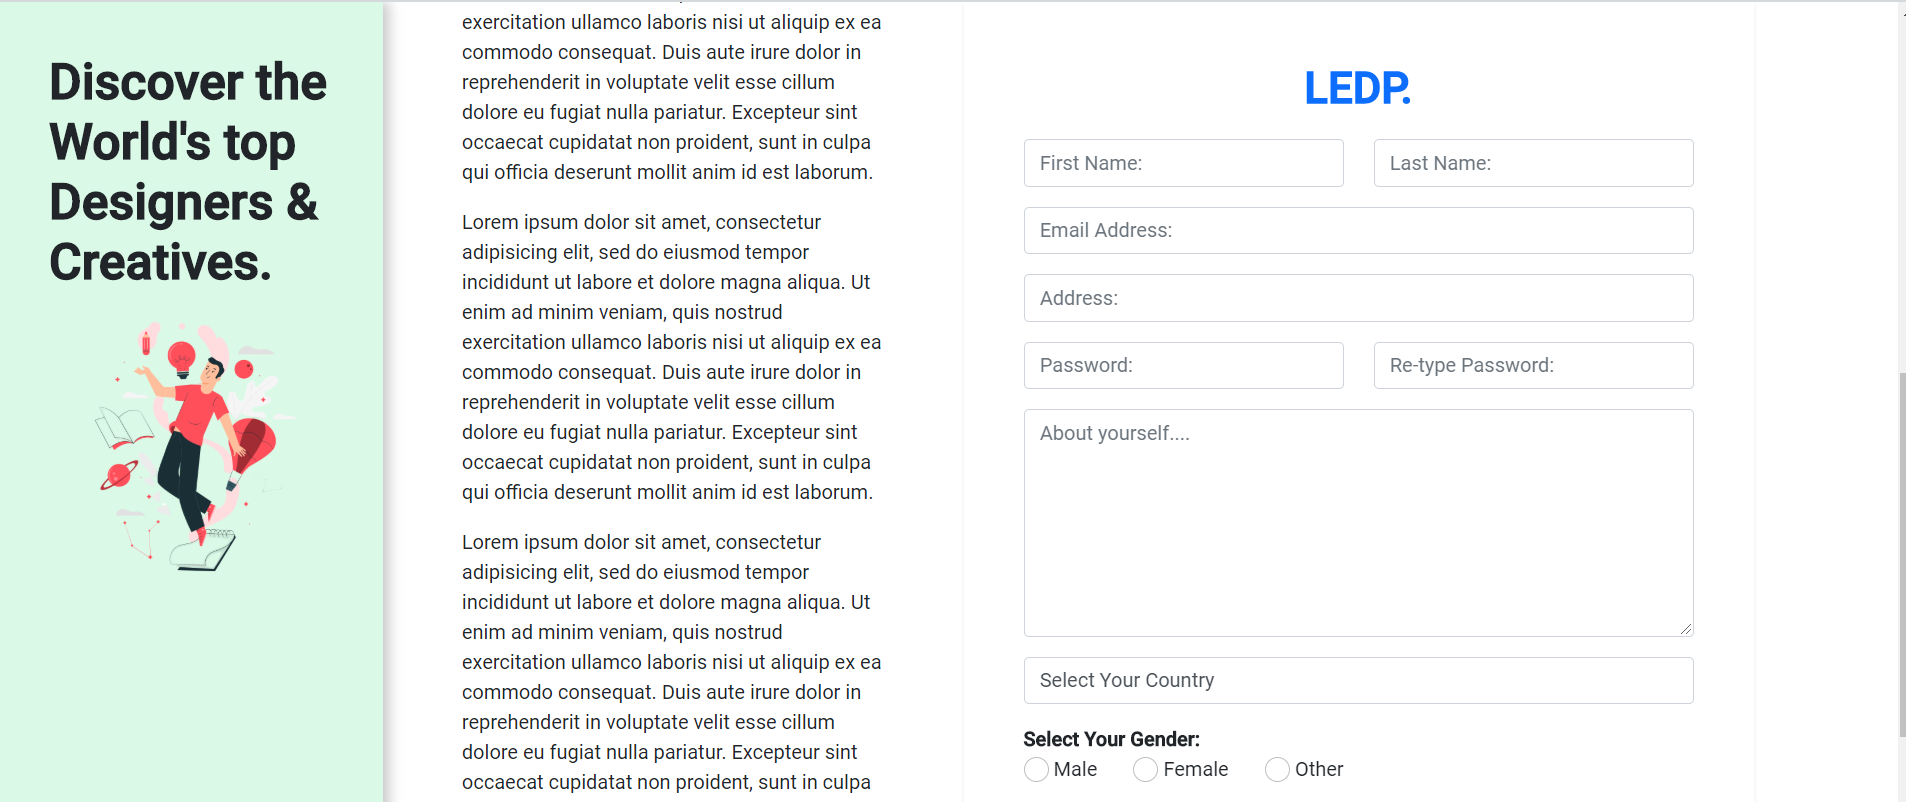 Discover the
World's top
Designers &
Creatives.
exercitation ullamco laboris nisi ut aliquip ex ea
commodo consequat. Duis aute irure dolor in
reprehenderit in voluptate velit esse cillum
dolore eu fugiat nulla pariatur. Excepteur sint
occaecat cupidatat non proident, sunt in culpa
qui officia deserunt mollit anim id est laborum.
Lorem ipsum dolor sit amet, consectetur
adipisicing elit, sed do eiusmod tempor
incididunt ut labore et dolore magna aliqua. Ut
enim ad minim veniam, quis nostrud
exercitation ullamco laboris nisi ut aliquip ex ea
commodo consequat. Duis aute irure dolor in
reprehenderit in voluptate velit esse cillum
dolore eu fugiat nulla pariatur. Excepteur sint
occaecat cupidatat non proident, sunt in culpa
qui officia deserunt mollit anim id est laborum.
Lorem ipsum dolor sit amet, consectetur
adipisicing elit, sed do eiusmod tempor
incididunt ut labore et dolore magna aliqua. Ut
enim ad minim veniam, quis nostrud
exercitation ullamco laboris nisi ut aliquip ex ea
commodo consequat. Duis aute irure dolor in
reprehenderit in voluptate velit esse cillum
dolore eu fugiat nulla pariatur. Excepteur sint
occaecat cupidatat non proident, sunt in culpa
LEDP.
First Name: Last Name:
Email Address:
Address:
Password: Re-type Password:
About yourself....
Select Your Country
Select Your Gender:
Male Female Other